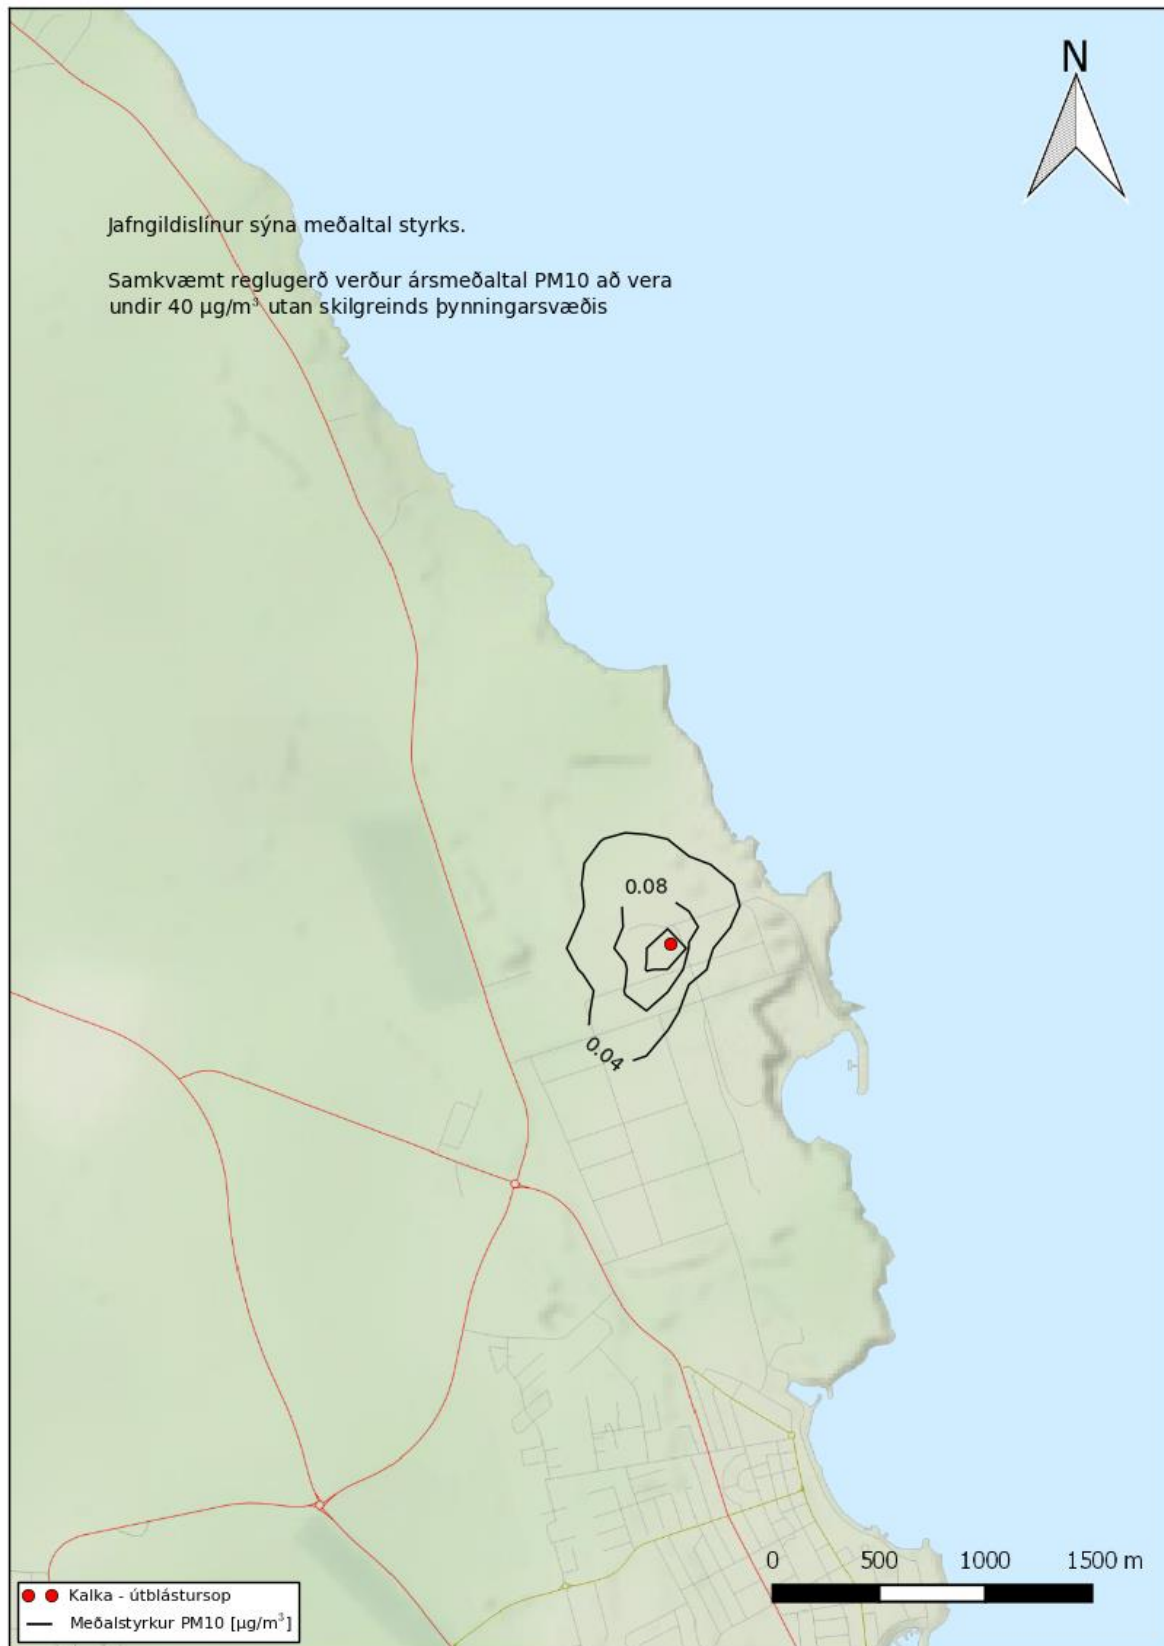 N
Jafngildislínur sýna meðaltal styrks.
Samkvæmt reglugerð verður ársmeðaltal PM10 að vera
undir 40 µg/m³ utan skilgreinds þynningarsvæðis
0.08
0.04
0 500 1000 1500 m
Kalka - útblástursop
Meðalstyrkur PM10 [µg/m³]